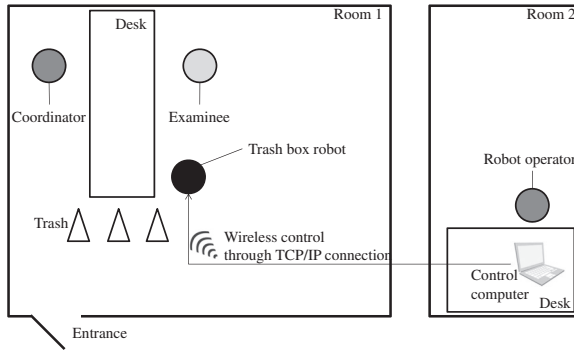 Room 1
Room 2
Desk
Coordinator
Examinee
Trash box robot
Robot operator
Trash
Wireless control
through TCP/IP connection
Control
computer
Desk
Entrance